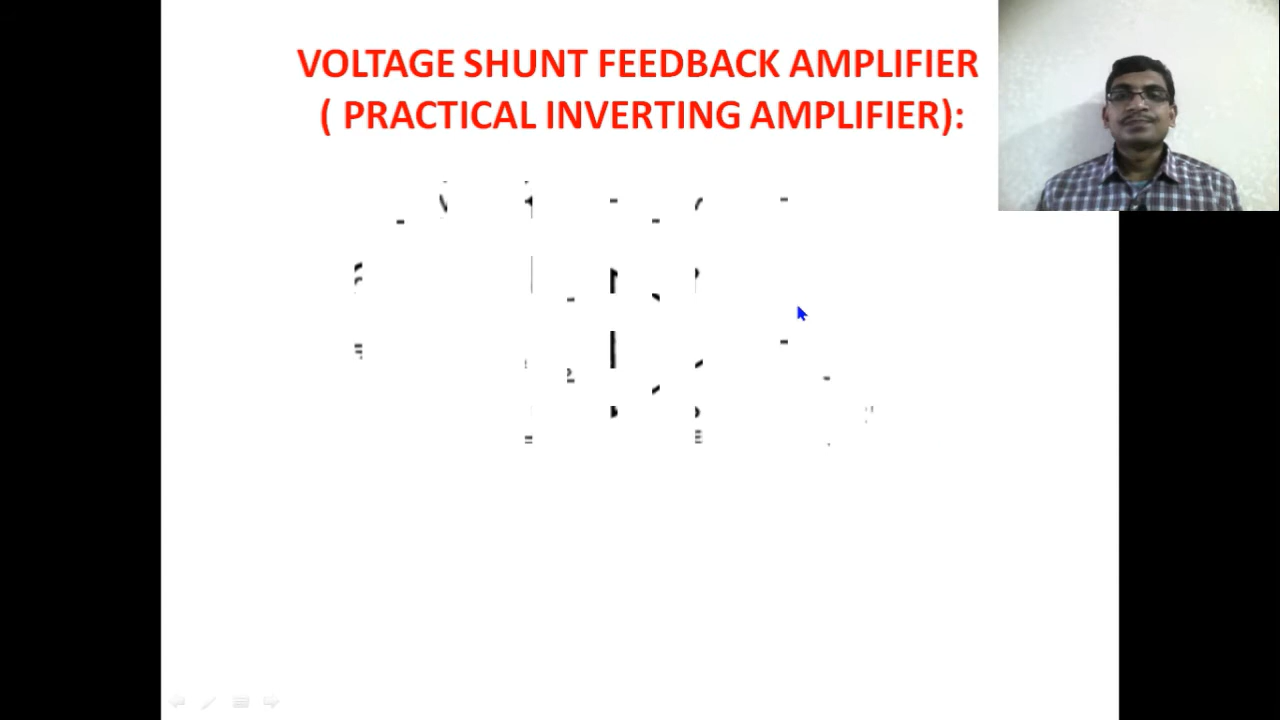 VOLTAGE SHUNT FEEDBACK AMPLIFIER
( PRACTICAL INVERTING AMPLIFIER):